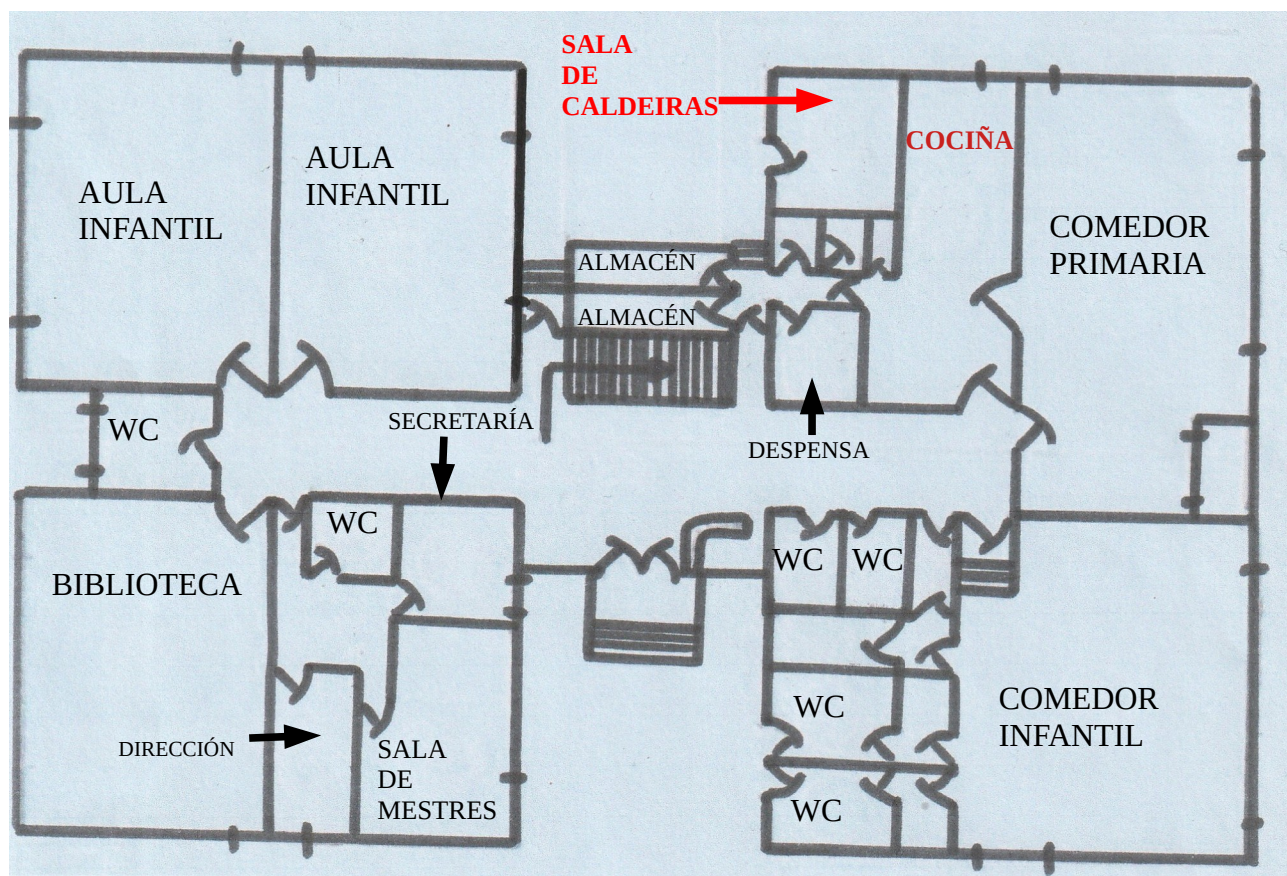 SALA
DE
CALDEIRAS
COCIÑA
AULA
INFANTIL
AULA
INFANTIL
COMEDOR
PRIMARIA
ALMACÉN
ALMACÉN
SECRETARÍA
WC
DESPENSA
WC
WC
WC
BIBLIOTECA
COMEDOR
INFANTIL
WC
DIRECCIÓN
SALA
DE
MESTRES
WC